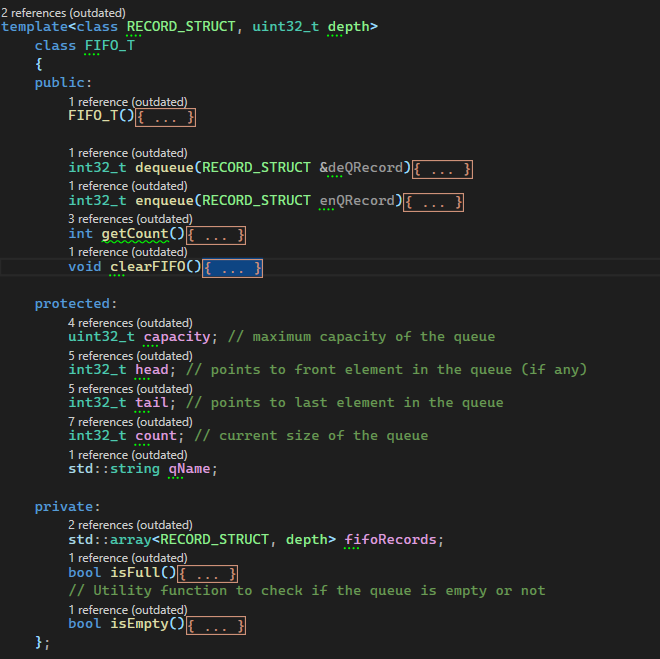 2 references (outdated)
template<class RECORD_STRUCT, uint32_t depth>
class FIFO_T
{
public:
1 reference (outdated)
FIFO_T(){ ... }
1 reference (outdated)
int32_t dequeue(RECORD_STRUCT &deQRecord){ ... }
1 reference (outdated)
int32_t enqueue(RECORD_STRUCT enQRecord){ ... }
3 references (outdated)
int getCount(){ ... }
1 reference (outdated)
void clearFIFO(){ ... }
protected:
4 references (outdated)
uint32_t capacity; // maximum capacity of the queue
5 references (outdated)
int32_t head; // points to front element in the queue (if any)
5 references (outdated)
int32_t tail; // points to last element in the queue
7 references (outdated)
int32_t count; // current size of the queue
1 reference (outdated)
std::string qName;
private:
2 references (outdated)
std::array<RECORD_STRUCT, depth> fifoRecords;
1 reference (outdated)
bool isFull(){ ... }
// Utility function to check if the queue is empty or not
1 reference (outdated)
bool isEmpty(){ ... }
};